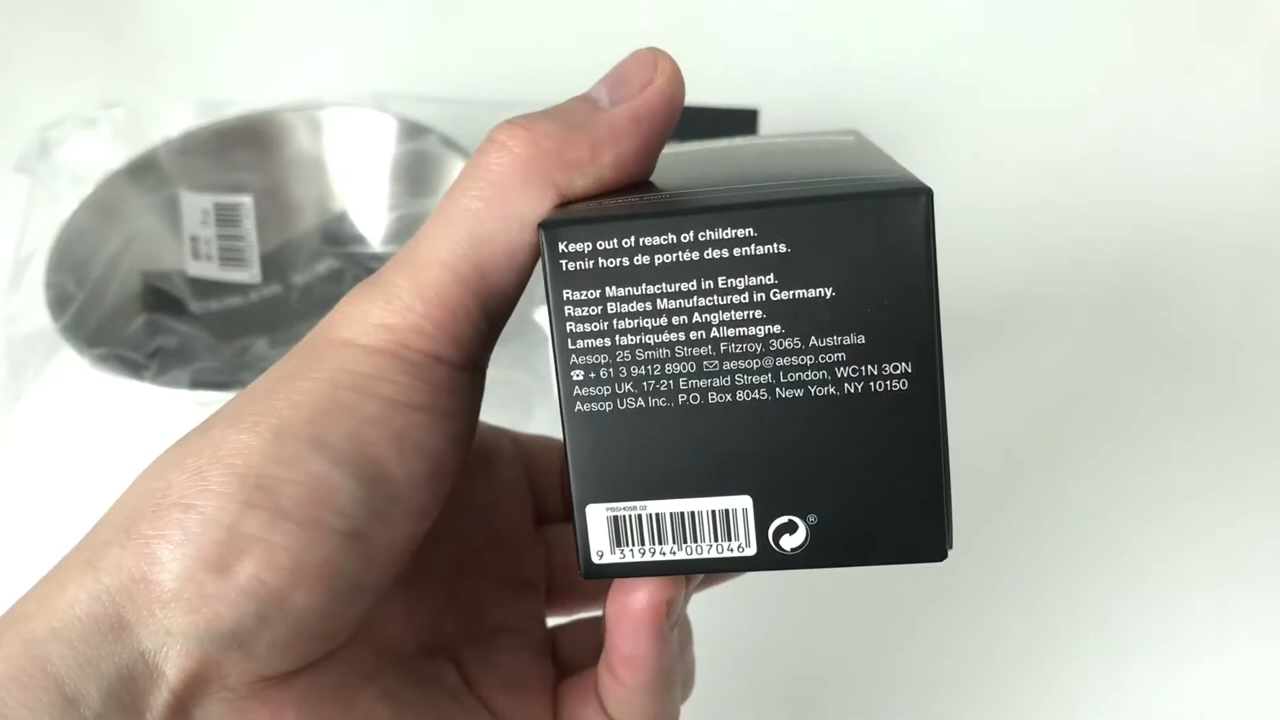 Keep out of reach of children.
Tenir hors de portée des enfants.
Razor Manufactured in England.
Razor Blades Manufactured in Germany.
Rasoir fabriqué en Angleterre.
Lames fabriquées en Allemagne.
Aesop, 25 Smith Street, Fitzroy, 3065, Australia
☎ + 61 3 9412 8900 ✉ aesop@aesop.com
Aesop UK, 17-21 Emerald Street, London, WC1N 3QN
Aesop USA Inc., P.O. Box 8045, New York, NY 10150
PBSH05B.02
9 319944 007046
®